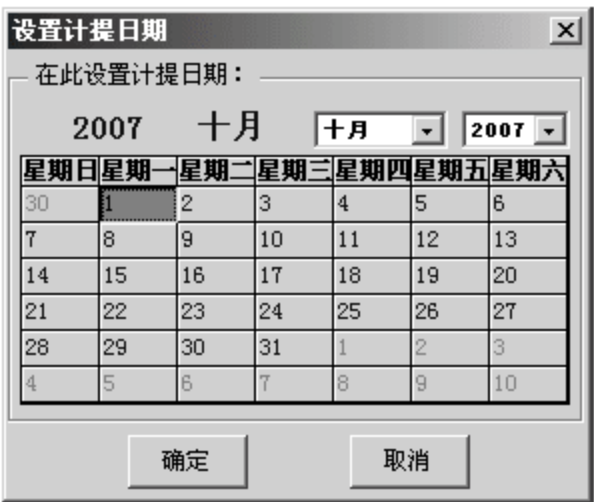 设置计提日期
在此设置计提日期：
2007 十月 十月 2007
星期日 星期一 星期二 星期三 星期四 星期五 星期六
30 1 2 3 4 5 6
7 8 9 10 11 12 13
14 15 16 17 18 19 20
21 22 23 24 25 26 27
28 29 30 31 1 2 3
4 5 6 7 8 9 10
确定 取消